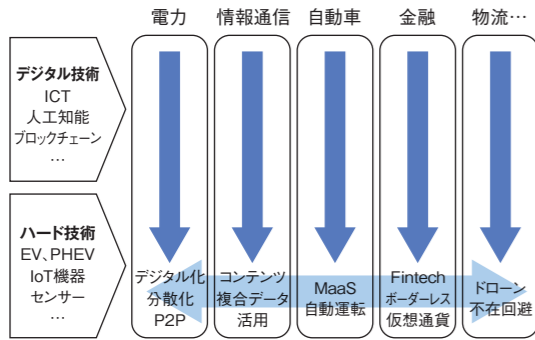 電力
情報通信
自動車
金融
物流…
デジタル技術
ICT
人工知能
ブロックチェーン
…
ハード技術
EV、PHEV
IoT機器
センサー
…
デジタル化
分散化
P2P
コンテンツ
複合データ
活用
MaaS
自動運転
Fintech
ボーダーレス
仮想通貨
ドローン
不在回避